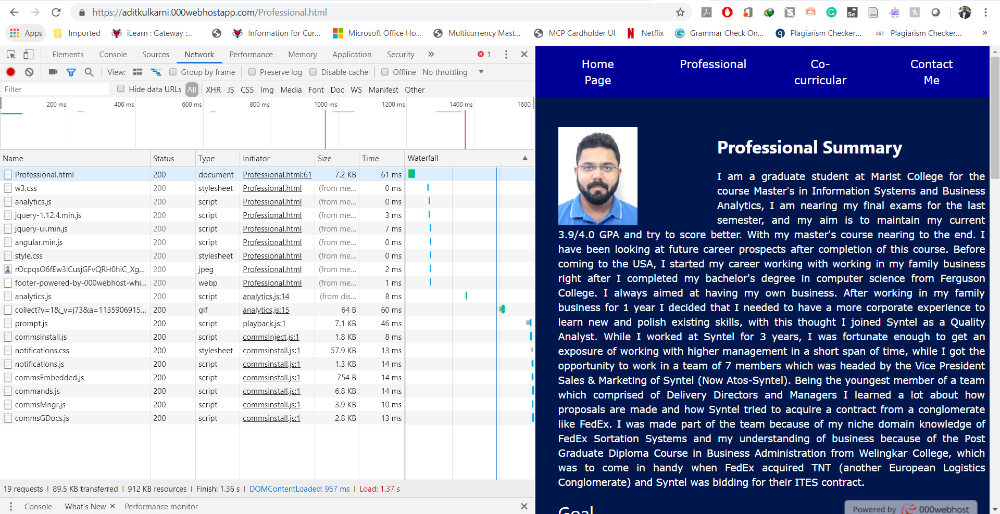 https://aditkulkarni.000webhostapp.com/Professional.html
Apps Imported iLearn : Gateway :... Information for Cur... Microsoft Office Ho... Multicurrency Mast... MCP Cardholder UI Netflix Grammar Check On... Plagiarism Checker... SST Plagiarism Checker... »
Elements Console Sources Network Performance Memory Application Security » 1
View: Group by frame Preserve log Disable cache Offline No throttling
Filter Hide data URLs All XHR JS CSS Img Media Font Doc WS Manifest Other
200 ms 400 ms 600 ms 800 ms 1000 ms 1200 ms 1400 ms 1600
Name Status Type Initiator Size Time Waterfall
Professional.html 200 document Professional.html:61 7.2 KB 61 ms
w3.css 200 stylesheet Professional.html (from me... 0 ms
analytics.js 200 script Professional.html (from me... 0 ms
jquery-1.12.4.min.js 200 script Professional.html (from me... 3 ms
jquery-ui.min.js 200 script Professional.html (from me... 7 ms
angular.min.js 200 script Professional.html (from me... 0 ms
style.css 200 stylesheet Professional.html (from me... 0 ms
rOcpqsO6fEw3ICusjGFvQRH0hiC_Xg... 200 jpeg Professional.html (from me... 2 ms
footer-powered-by-000webhost-whi... 200 webp Professional.html (from me... 1 ms
analytics.js 200 script analytics.js:14 (from dis... 8 ms
collect?v=1&_v=j73&a=1135906915... 200 gif analytics.js:15 64 B 60 ms
prompt.js 200 script playback.js:1 7.1 KB 46 ms
commsinstall.js 200 script commsInject.js:1 1.8 KB 8 ms
notifications.css 200 stylesheet commsinstall.js:1 57.9 KB 13 ms
notifications.js 200 script commsinstall.js:1 1.3 KB 14 ms
commsEmbedded.js 200 script commsinstall.js:1 754 B 14 ms
commands.js 200 script commsinstall.js:1 6.8 KB 14 ms
commsMngr.js 200 script commsinstall.js:1 3.9 KB 10 ms
commsGDocs.js 200 script commsinstall.js:1 2.8 KB 13 ms
19 requests | 89.5 KB transferred | 912 KB resources | Finish: 1.36 s | DOMContentLoaded: 957 ms | Load: 1.37 s
Console What's New Performance monitor
Home Professional Co- Contact
Page curricular Me
Professional Summary
I am a graduate student at Marist College for the
course Master's in Information Systems and Business
Analytics, I am nearing my final exams for the last
semester, and my aim is to maintain my current
3.9/4.0 GPA and try to score better. With my master's course nearing to the end. I
have been looking at future career prospects after completion of this course. Before
coming to the USA, I started my career working with working in my family business
right after I completed my bachelor's degree in computer science from Ferguson
College. I always aimed at having my own business. After working in my family
business for 1 year I decided that I needed to have a more corporate experience to
learn new and polish existing skills, with this thought I joined Syntel as a Quality
Analyst. While I worked at Syntel for 3 years, I was fortunate enough to get an
exposure of working with higher management in a short span of time, while I got the
opportunity to work in a team of 7 members which was headed by the Vice President
Sales & Marketing of Syntel (Now Atos-Syntel). Being the youngest member of a team
which comprised of Delivery Directors and Managers I learned a lot about how
proposals are made and how Syntel tried to acquire a contract from a conglomerate
like FedEx. I was made part of the team because of my niche domain knowledge of
FedEx Sortation Systems and my understanding of business because of the Post
Graduate Diploma Course in Business Administration from Welingkar College, which
was to come in handy when FedEx acquired TNT (another European Logistics
Conglomerate) and Syntel was bidding for their ITES contract.
Goal
Powered by 000webhost